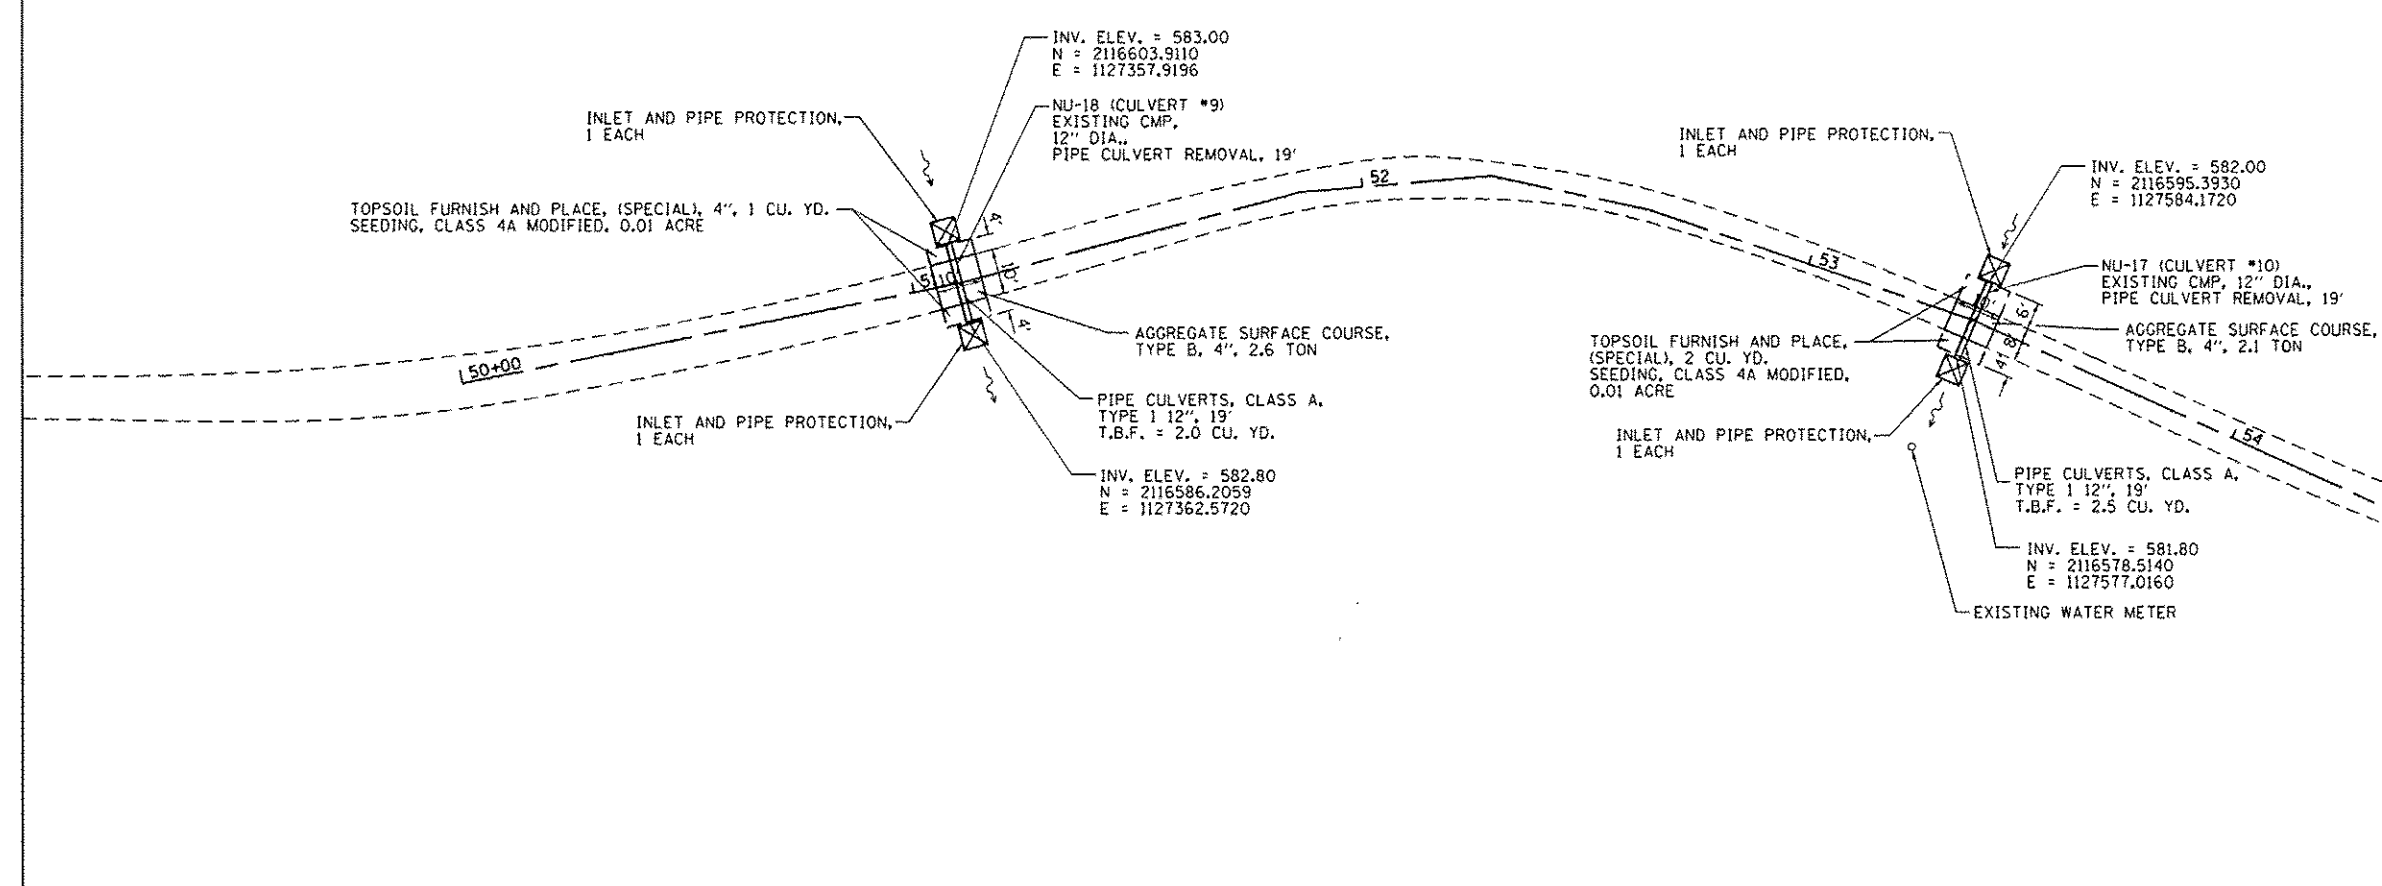 INV. ELEV. = 583.00
N = 2116603.9110
E = 1127357.9196
NU-18 (CULVERT #9)
EXISTING CMP,
12" DIA.,
PIPE CULVERT REMOVAL, 19'
INLET AND PIPE PROTECTION,
1 EACH
TOPSOIL FURNISH AND PLACE, (SPECIAL), 4", 1 CU. YD.
SEEDING, CLASS 4A MODIFIED, 0.01 ACRE
4'
10'
4'
10'
50+00
51
52
53
54
AGGREGATE SURFACE COURSE,
TYPE B, 4", 2.6 TON
PIPE CULVERTS, CLASS A,
TYPE 1 12", 19'
T.B.F. = 2.0 CU. YD.
INLET AND PIPE PROTECTION,
1 EACH
INV. ELEV. = 582.80
N = 2116586.2059
E = 1127362.5720
INLET AND PIPE PROTECTION,
1 EACH
INV. ELEV. = 582.00
N = 2116595.3930
E = 1127584.1720
NU-17 (CULVERT #10)
EXISTING CMP, 12" DIA.,
PIPE CULVERT REMOVAL, 19'
6'
8'
4'
AGGREGATE SURFACE COURSE,
TYPE B, 4", 2.1 TON
TOPSOIL FURNISH AND PLACE,
(SPECIAL), 2 CU. YD.
SEEDING, CLASS 4A MODIFIED,
0.01 ACRE
INLET AND PIPE PROTECTION,
1 EACH
PIPE CULVERTS, CLASS A,
TYPE 1 12", 19'
T.B.F. = 2.5 CU. YD.
INV. ELEV. = 581.80
N = 2116578.5140
E = 1127577.0160
EXISTING WATER METER